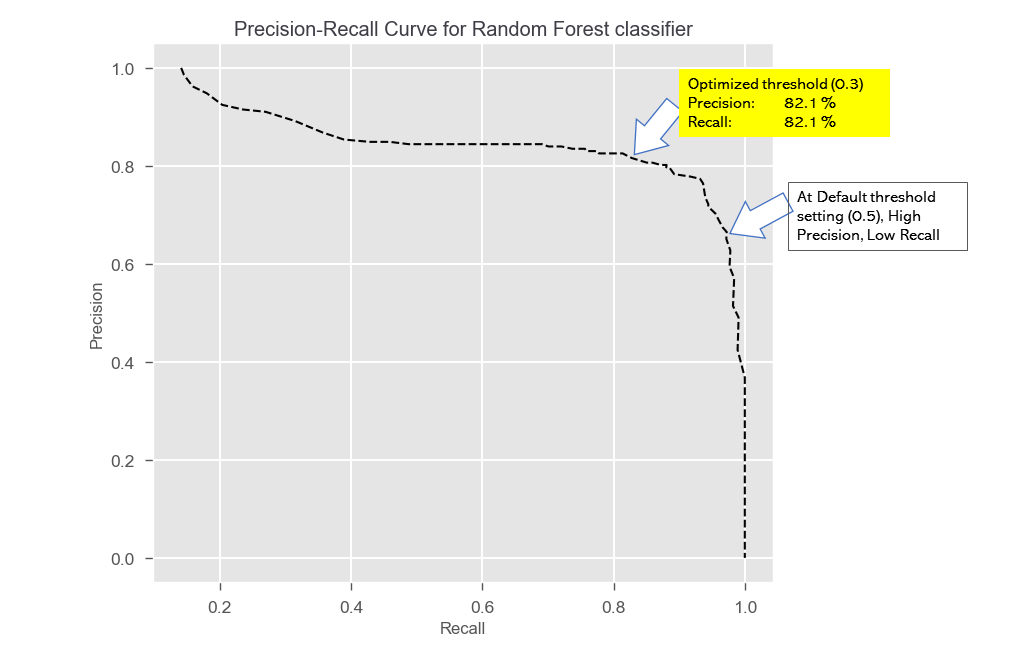 Precision-Recall Curve for Random Forest classifier
1.0
Optimized threshold (0.3)
Precision: 82.1 %
Recall: 82.1 %
0.8
At Default threshold
setting (0.5), High
Precision, Low Recall
0.6
Precision
0.4
0.2
0.0
0.2 0.4 0.6 0.8 1.0
Recall